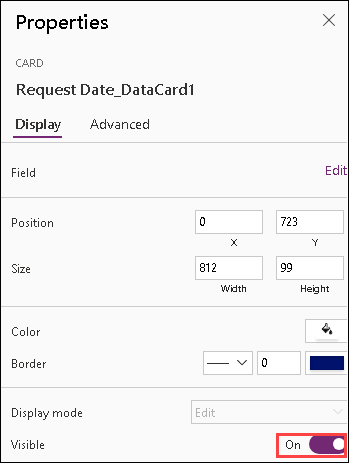 Properties
CARD
Request Date_DataCard1
Display Advanced
Field Edit
Position 0 723
X Y
Size 812 99
Width Height
Color
Border 0
Display mode Edit
Visible On